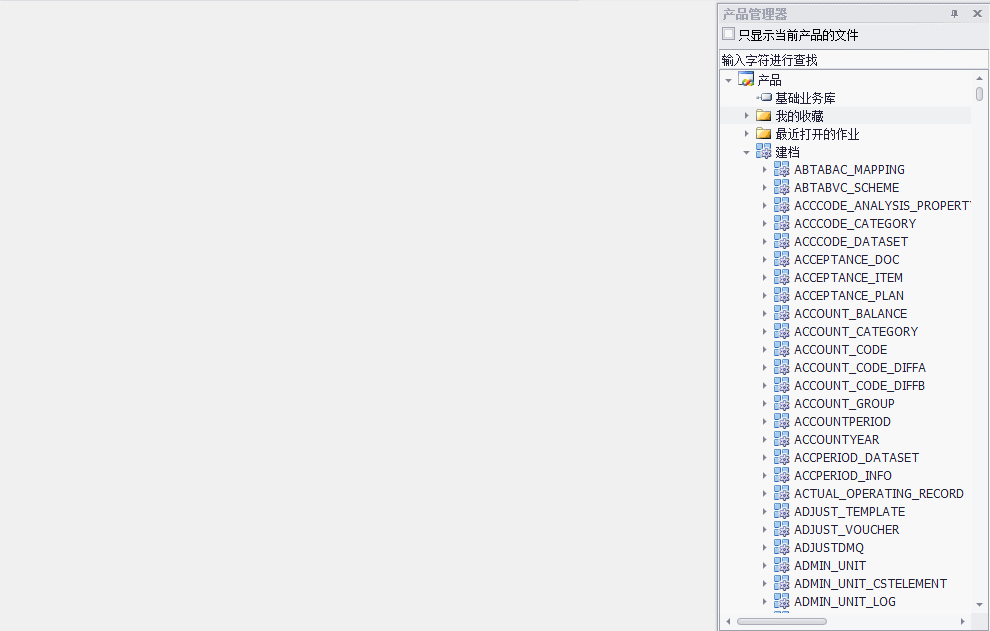 产品管理器
只显示当前产品的文件
输入字符进行查找
产品
基础业务库
我的收藏
最近打开的作业
建档
ABTABAC_MAPPING
ABTABVC_SCHEME
ACCCODE_ANALYSIS_PROPERT
ACCCODE_CATEGORY
ACCCODE_DATASET
ACCEPTANCE_DOC
ACCEPTANCE_ITEM
ACCEPTANCE_PLAN
ACCOUNT_BALANCE
ACCOUNT_CATEGORY
ACCOUNT_CODE
ACCOUNT_CODE_DIFFA
ACCOUNT_CODE_DIFFB
ACCOUNT_GROUP
ACCOUNTPERIOD
ACCOUNTYEAR
ACCPERIOD_DATASET
ACCPERIOD_INFO
ACTUAL_OPERATING_RECORD
ADJUST_TEMPLATE
ADJUST_VOUCHER
ADJUSTDMQ
ADMIN_UNIT
ADMIN_UNIT_CSTELEMENT
ADMIN_UNIT_LOG